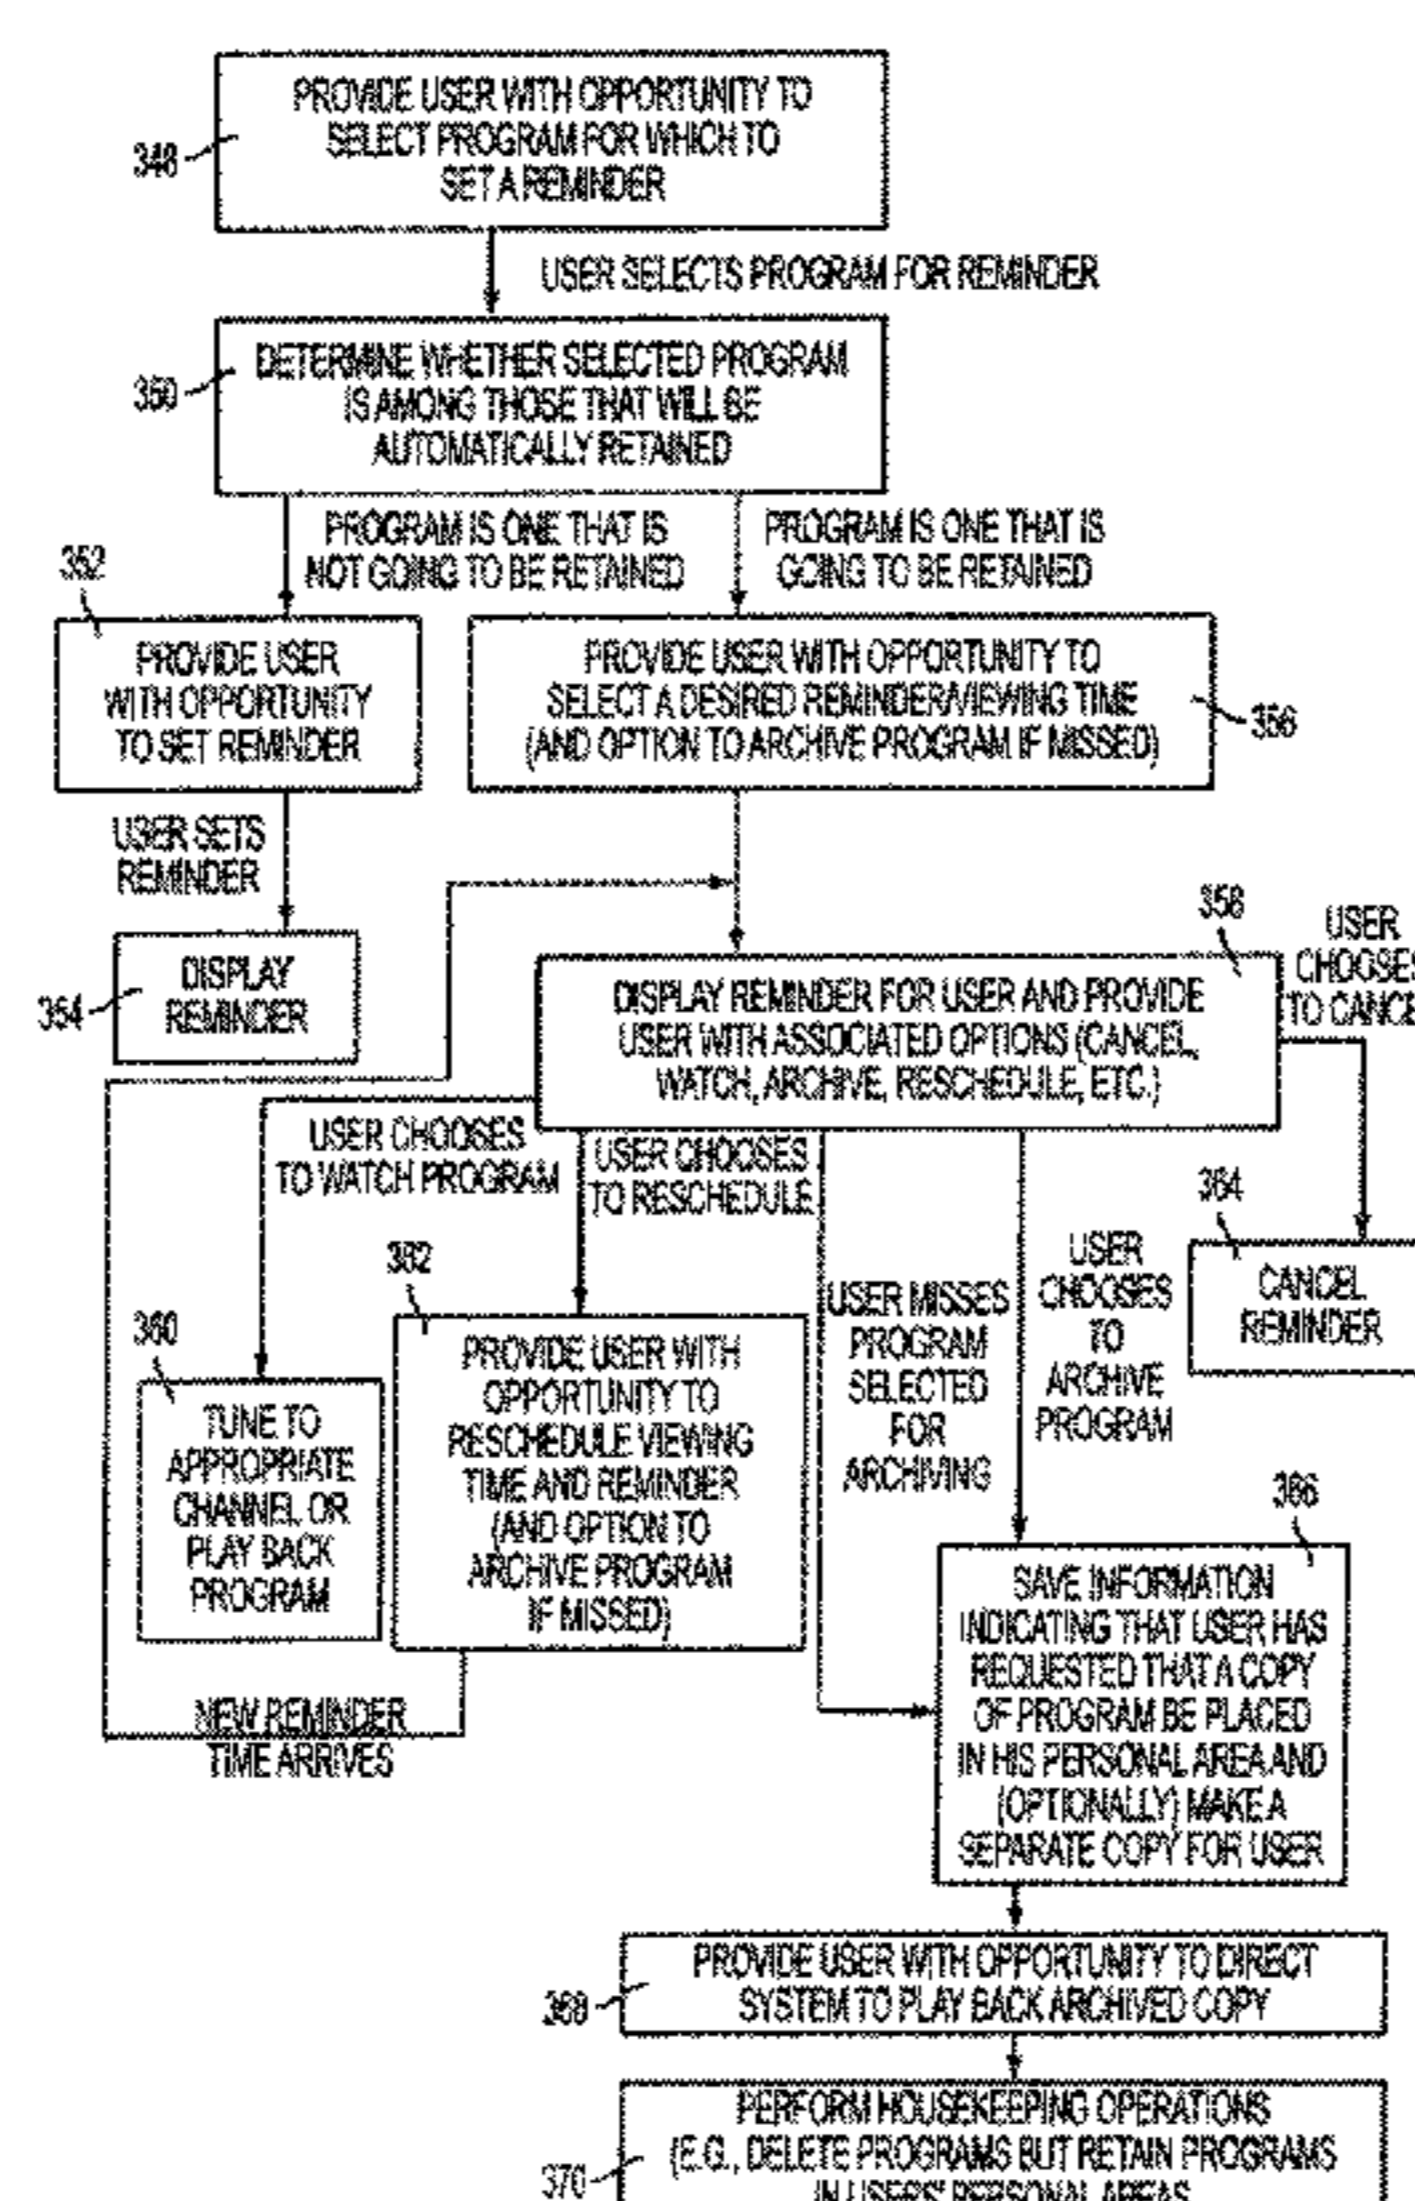 PROVIDE USER WITH OPPORTUNITY TO
SELECT PROGRAM FOR WHICH TO
SET A REMINDER
348
USER SELECTS PROGRAM FOR REMINDER
DETERMINE WHETHER SELECTED PROGRAM
IS AMONG THOSE THAT WILL BE
AUTOMATICALLY RETAINED
350
PROGRAM IS ONE THAT IS
NOT GOING TO BE RETAINED
PROGRAM IS ONE THAT IS
GOING TO BE RETAINED
352
PROVIDE USER
WITH OPPORTUNITY
TO SET REMINDER
PROVIDE USER WITH OPPORTUNITY TO
SELECT A DESIRED REMINDER/VIEWING TIME
(AND OPTION TO ARCHIVE PROGRAM IF MISSED)
356
USER SETS
REMINDER
354
DISPLAY
REMINDER
358
DISPLAY REMINDER FOR USER AND PROVIDE
USER WITH ASSOCIATED OPTIONS (CANCEL,
WATCH, ARCHIVE, RESCHEDULE, ETC.)
USER
CHOOSES
TO CANCE
USER CHOOSES
TO WATCH PROGRAM
USER CHOOSES
TO RESCHEDULE
364
CANCEL
REMINDER
362
360
TUNE TO
APPROPRIATE
CHANNEL OR
PLAY BACK
PROGRAM
PROVIDE USER WITH
OPPORTUNITY TO
RESCHEDULE VIEWING
TIME AND REMINDER
(AND OPTION TO
ARCHIVE PROGRAM
IF MISSED)
USER MISSES
PROGRAM
SELECTED
FOR
ARCHIVING
USER
CHOOSES
TO
ARCHIVE
PROGRAM
366
SAVE INFORMATION
INDICATING THAT USER HAS
REQUESTED THAT A COPY
OF PROGRAM BE PLACED
IN HIS PERSONAL AREA AND
(OPTIONALLY) MAKE A
SEPARATE COPY FOR USER
NEW REMINDER
TIME ARRIVES
PROVIDE USER WITH OPPORTUNITY TO DIRECT
SYSTEM TO PLAY BACK ARCHIVED COPY
368
PERFORM HOUSEKEEPING OPERATIONS
(E.G., DELETE PROGRAMS BUT RETAIN PROGRAMS
IN USERS' PERSONAL AREAS
370